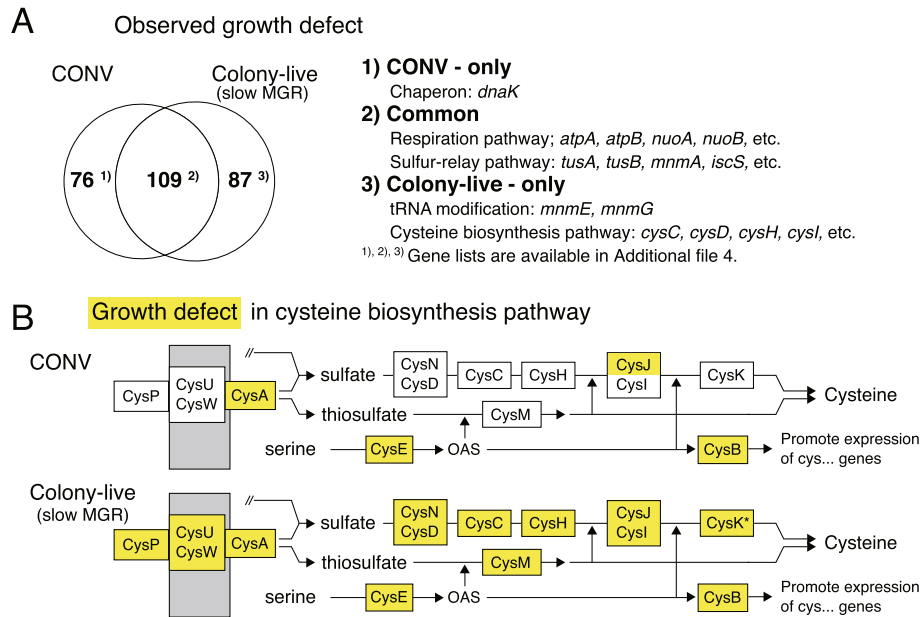 A
Observed growth defect
CONV
Colony-live
(slow MGR)
76 1)
109 2)
87 3)
1) CONV - only
Chaperon: dnaK
2) Common
Respiration pathway; atpA, atpB, nuoA, nuoB, etc.
Sulfur-relay pathway: tusA, tusB, mnmA, iscS, etc.
3) Colony-live - only
tRNA modification: mnmE, mnmG
Cysteine biosynthesis pathway: cysC, cysD, cysH, cysI, etc.
1), 2), 3) Gene lists are available in Additional file 4.
B
Growth defect in cysteine biosynthesis pathway
CONV
CysP
CysU
CysW
CysA
//
sulfate
CysN
CysD
CysC
CysH
CysJ
CysI
CysK
Cysteine
thiosulfate
CysM
serine
CysE
OAS
CysB
Promote expression
of cys... genes
Colony-live
(slow MGR)
CysP
CysU
CysW
CysA
//
sulfate
CysN
CysD
CysC
CysH
CysJ
CysI
CysK*
Cysteine
thiosulfate
CysM
serine
CysE
OAS
CysB
Promote expression
of cys... genes